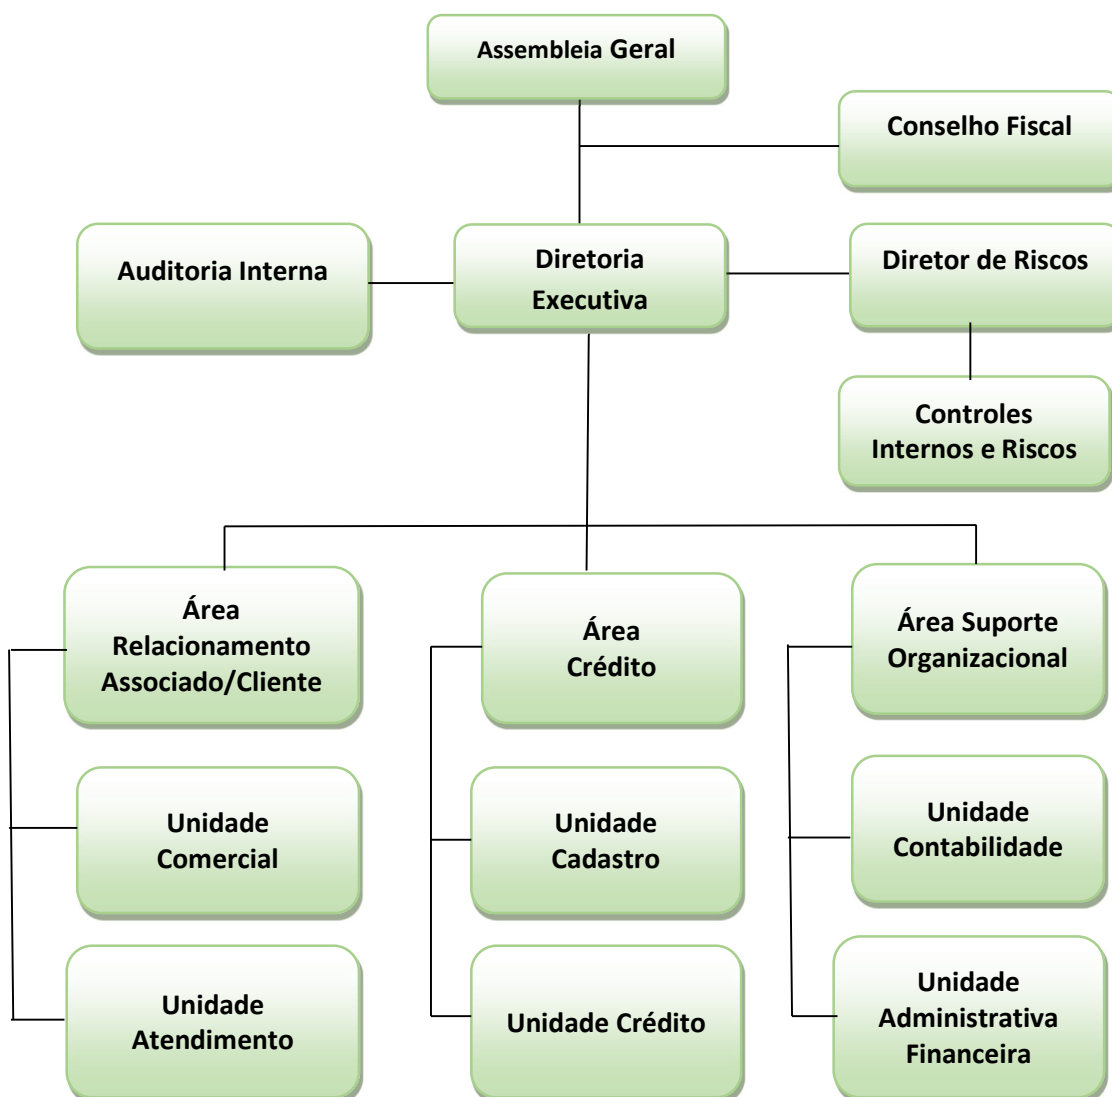 Assembleia Geral
Conselho Fiscal
Auditoria Interna
Diretoria
Executiva
Diretor de Riscos
Controles
Internos e Riscos
Área
Relacionamento
Associado/Cliente
Área
Crédito
Área Suporte
Organizacional
Unidade
Comercial
Unidade
Cadastro
Unidade
Contabilidade
Unidade
Atendimento
Unidade Crédito
Unidade
Administrativa
Financeira